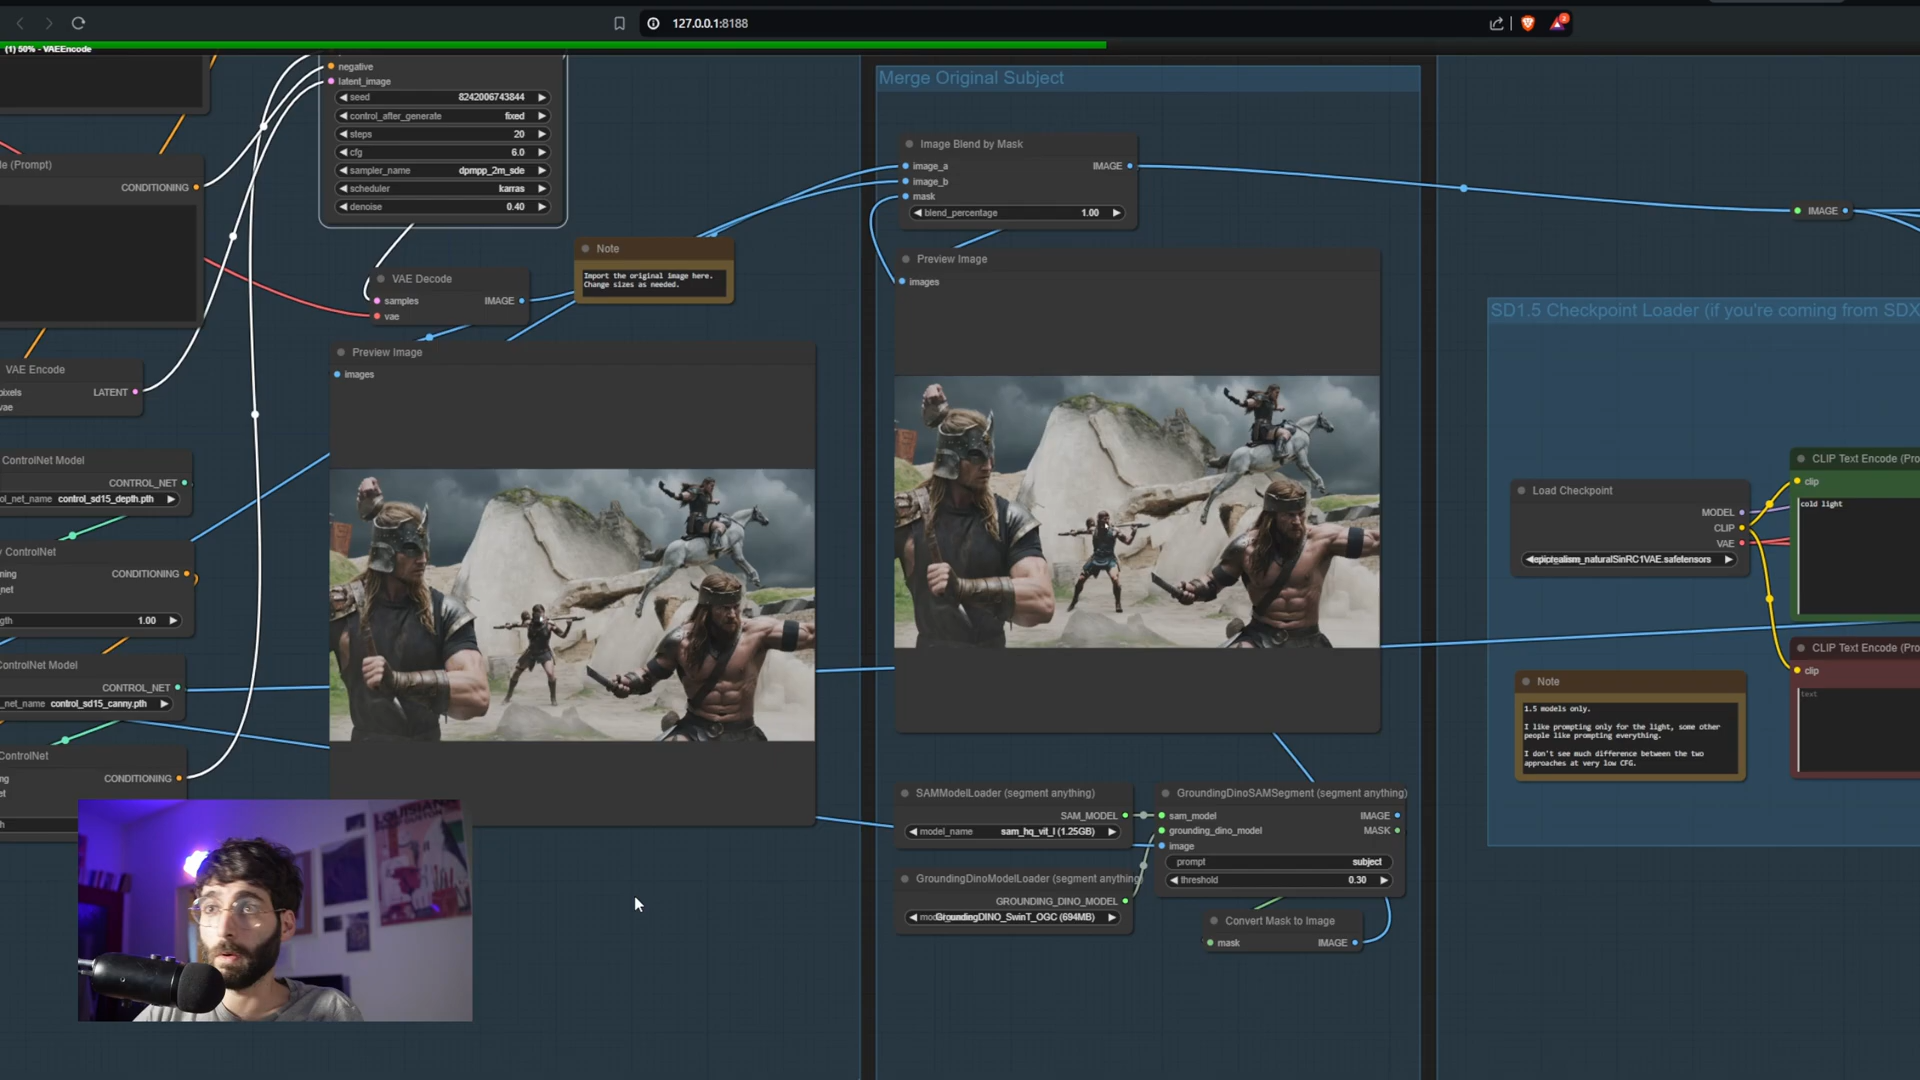 127.0.0.1:8188
2
(1) 50% - VAEEncode
negative
latent_image
seed 8242006743844
control_after_generate fixed
steps 20
cfg 6.0
sampler_name dpmpp_2m_sde
scheduler karras
denoise 0.40
(Prompt)
CONDITIONING
VAE Encode
LATENT
vae
VAE Decode
samples IMAGE
vae
Note
Import the original image here.
Change sizes as needed.
Preview Image
images
ControlNet Model
CONTROL_NET
control_sd15_depth.pth
ControlNet
CONDITIONING
1.00
ControlNet Model
CONTROL_NET
control_sd15_canny.pth
ControlNet
CONDITIONING
LOUISIANA
Merge Original Subject
Image Blend by Mask
image_a IMAGE
image_b
mask
blend_percentage 1.00
Preview Image
images
SAMModelLoader (segment anything)
SAM_MODEL
model_name sam_hq_vit_l (1.25GB)
GroundingDinoModelLoader (segment anything
GROUNDING_DINO_MODEL
GroundingDINO_SwinT_OGC (694MB)
GroundingDinoSAMSegment (segment anything)
sam_model IMAGE
grounding_dino_model MASK
image
prompt subject
threshold 0.30
Convert Mask to Image
mask IMAGE
IMAGE
SD1.5 Checkpoint Loader (if you're coming from SDX
Load Checkpoint
MODEL
CLIP
VAE
epicrealism_naturalSinRC1VAE.safetensors
Note
1.5 models only.
I like prompting only for the light, some other
people like prompting everything.
I don't see much difference between the two
approaches at very low CFG.
CLIP Text Encode (Pro
clip
cold light
CLIP Text Encode (Pro
clip
text